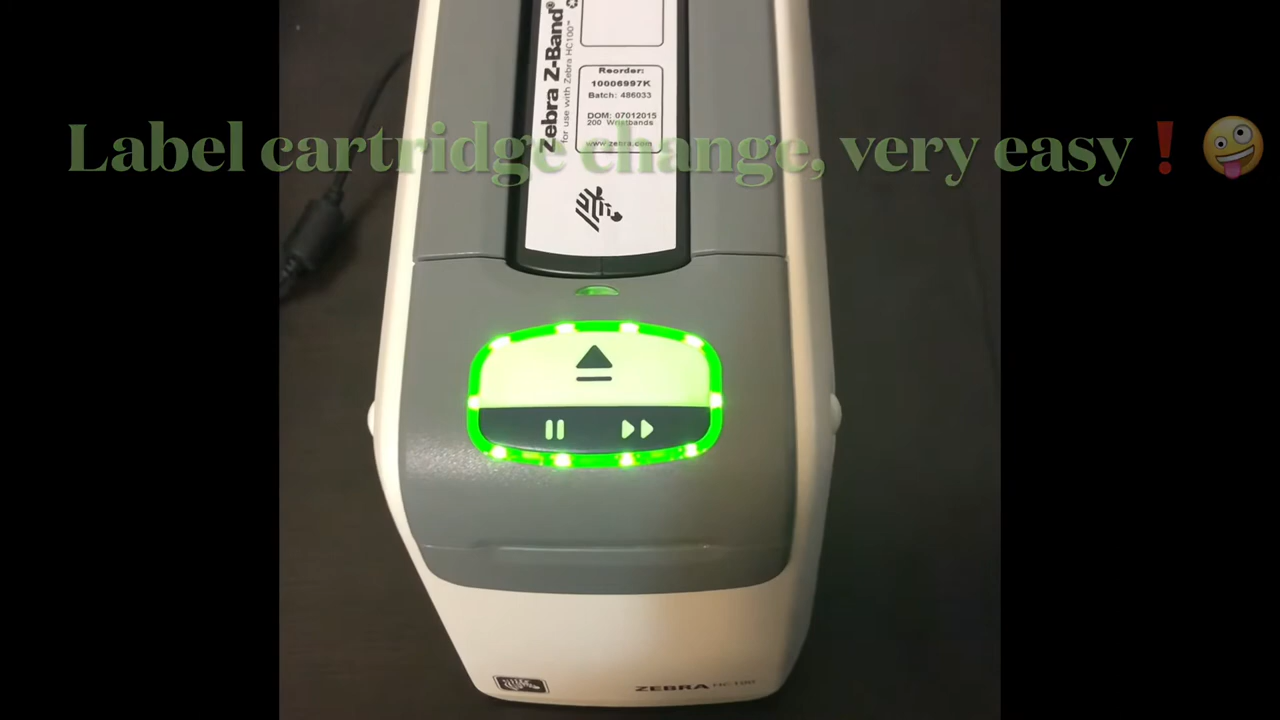 Zebra Z-Band®
for use with Zebra HC100™
Reorder:
10006997K
Batch: 486033
DOM: 07012015
200 Wristbands
www.zebra.com
Label cartridge change, very easy❗🤪
ZEBRA HC100